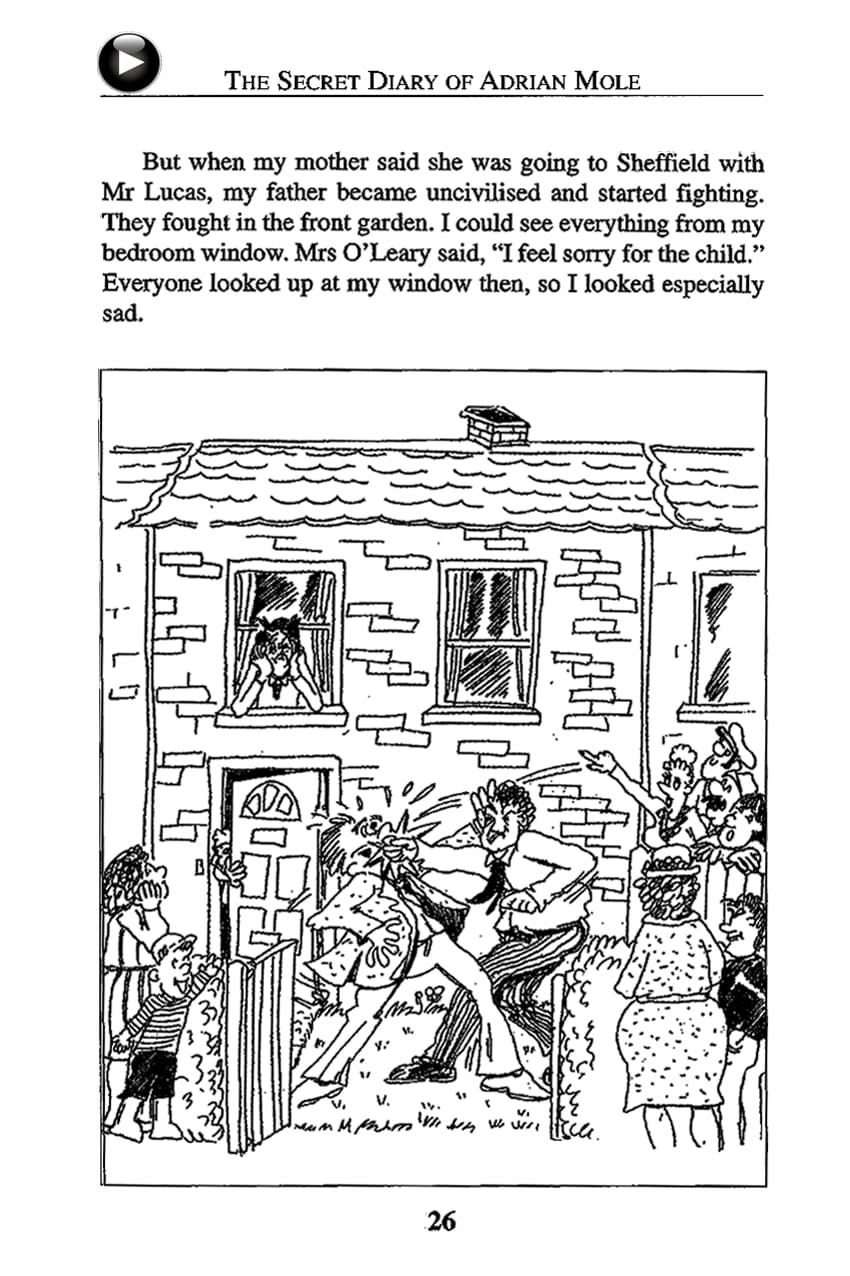 THE SECRET DIARY OF ADRIAN MOLE
But when my mother said she was going to Sheffield with
Mr Lucas, my father became uncivilised and started fighting.
They fought in the front garden. I could see everything from my
bedroom window. Mrs O’Leary said, “I feel sorry for the child.”
Everyone looked up at my window then, so I looked especially
sad.
26